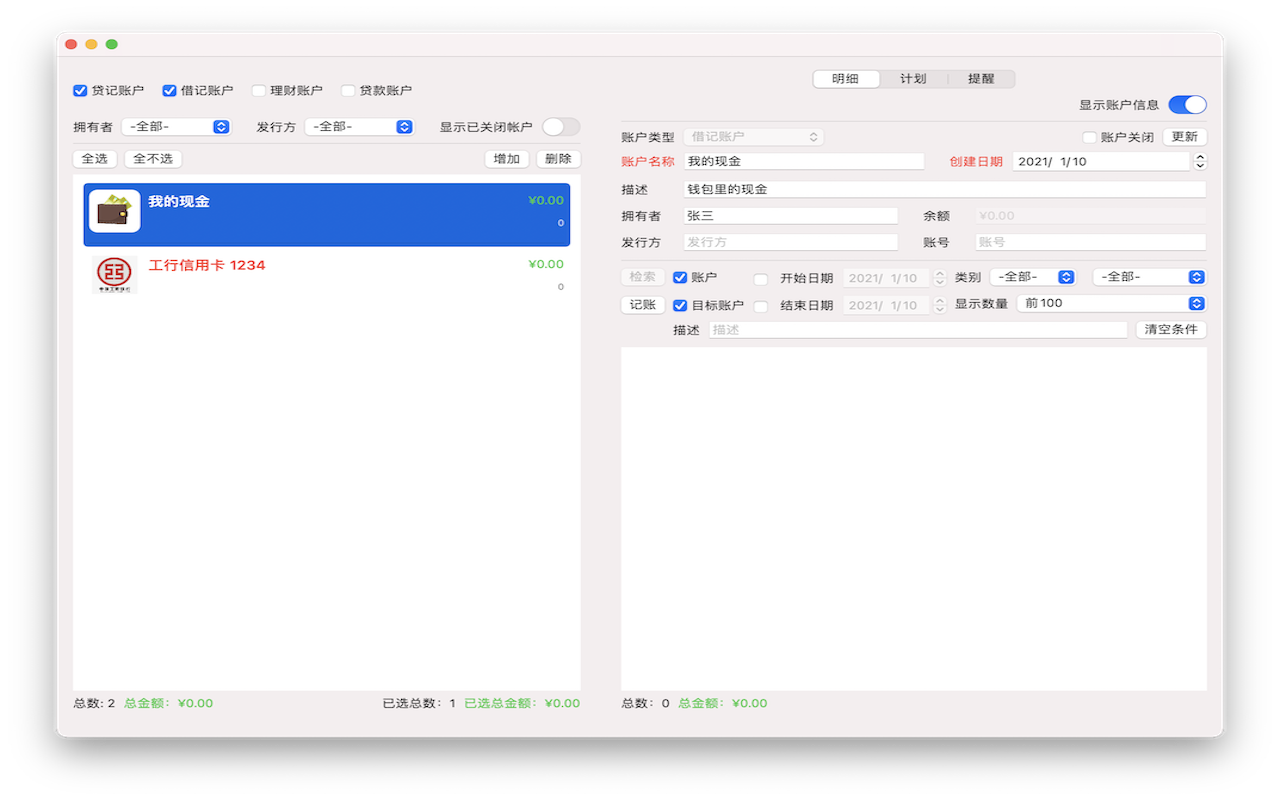 贷记账户 借记账户 理财账户 贷款账户
拥有者 -全部- 发行方 -全部- 显示已关闭帐户
全选 全不选 增加 删除
我的现金 ¥0.00
0
工行信用卡 1234 ¥0.00
0
总数: 2 总金额: ¥0.00 已选总数: 1 已选总金额: ¥0.00
明细 计划 提醒
显示账户信息
账户类型 借记账户 账户关闭 更新
账户名称 我的现金 创建日期 2021/ 1/10
描述 钱包里的现金
拥有者 张三 余额 ¥0.00
发行方 发行方 账号 账号
检索 账户 开始日期 2021/ 1/10 类别 -全部- -全部-
记账 目标账户 结束日期 2021/ 1/10 显示数量 前100
描述 描述 清空条件
总数: 0 总金额: ¥0.00